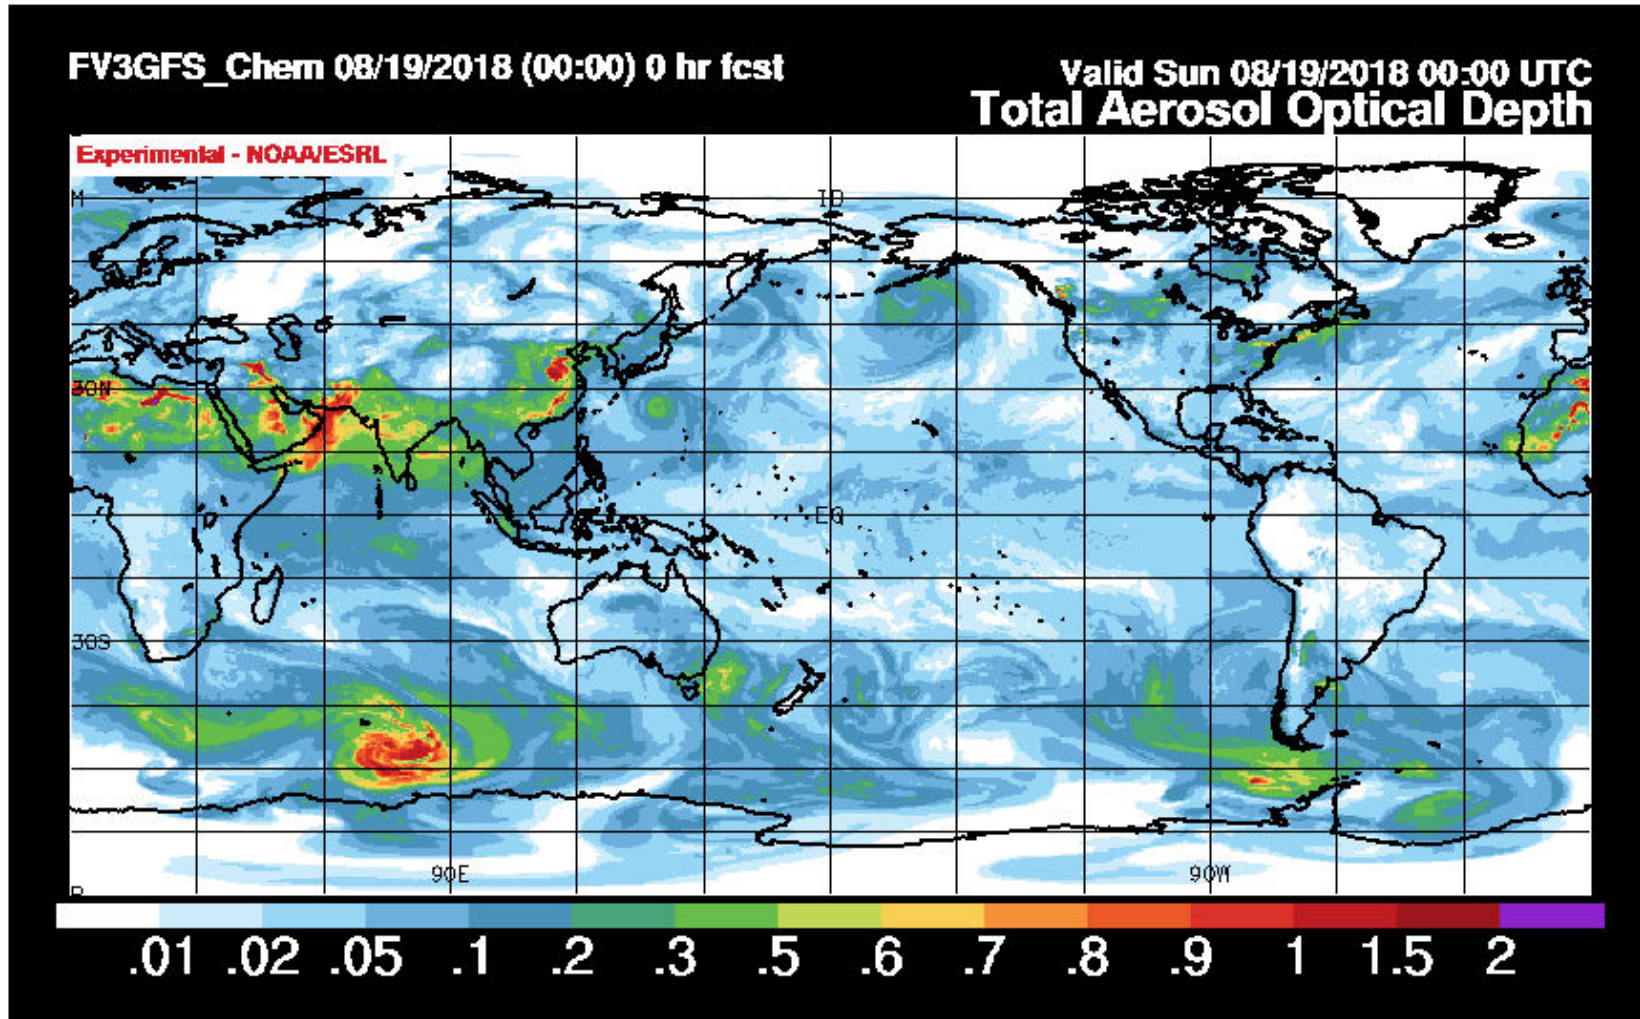 FV3GFS_Chem 08/19/2018 (00:00) 0 hr fcst
Valid Sun 08/19/2018 00:00 UTC
Total Aerosol Optical Depth
Experimental - NOAA/ESRL
ID
30N
EQ
30S
90E 90W
.01 .02 .05 .1 .2 .3 .5 .6 .7 .8 .9 1 1.5 2